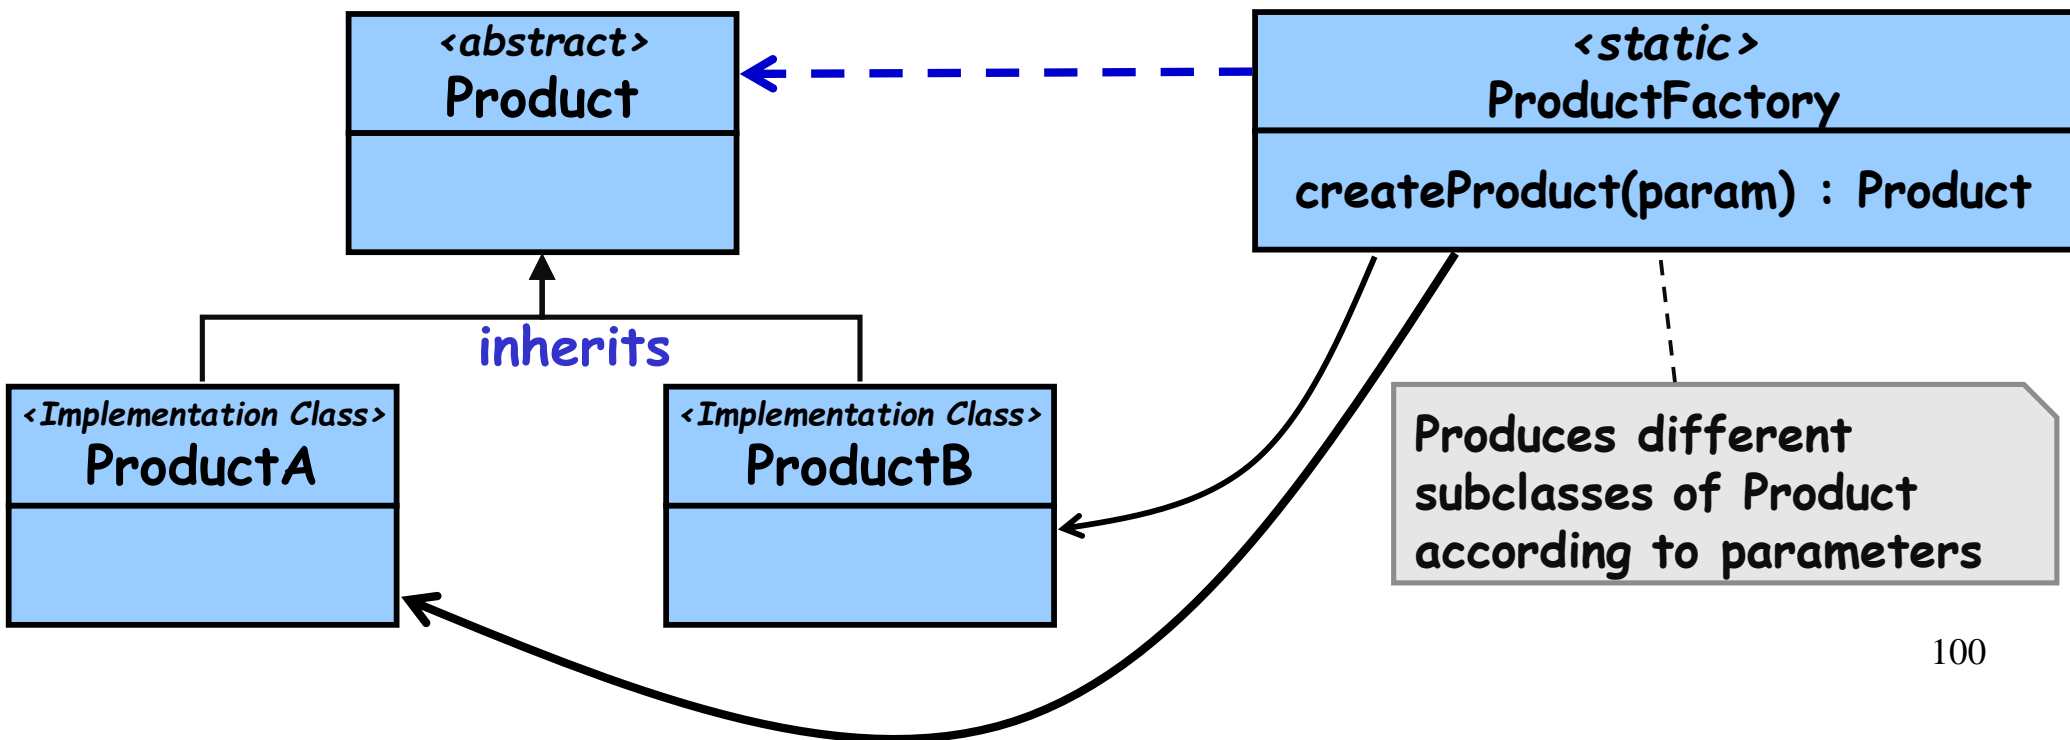 <abstract>
Product
<static>
ProductFactory
createProduct(param) : Product
inherits
<Implementation Class>
ProductA
<Implementation Class>
ProductB
Produces different
subclasses of Product
according to parameters
100